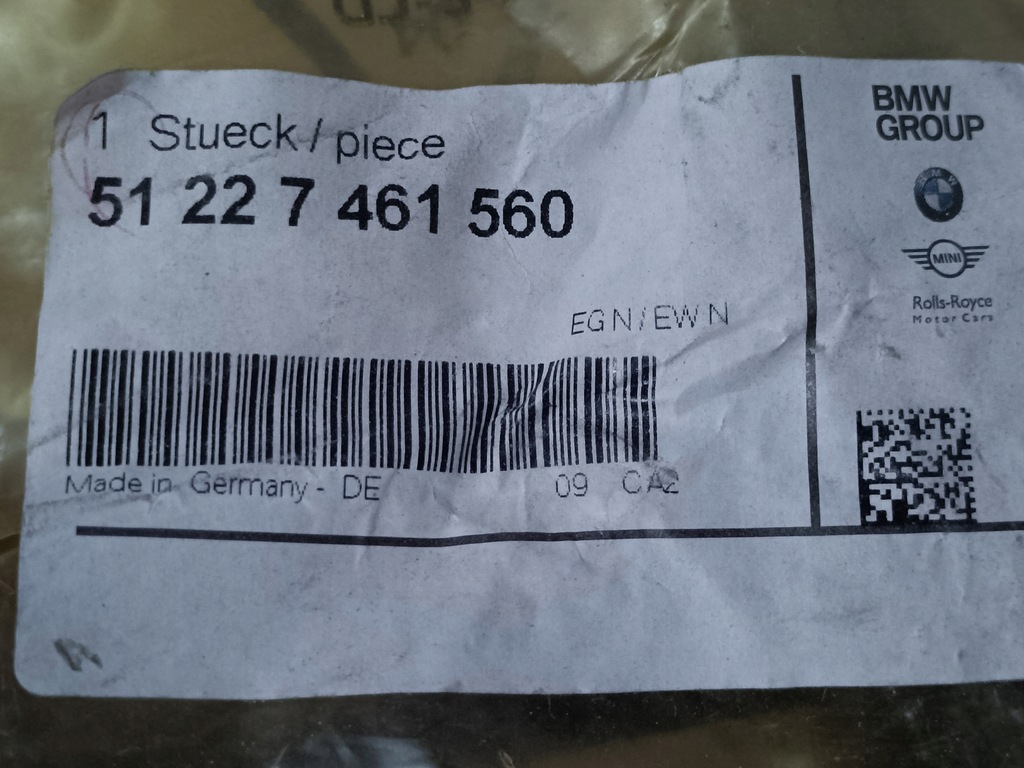 1 Stueck / piece
51 22 7 461 560
EGN/EWN
Made in Germany - DE 09 CA2
BMW
GROUP
MINI
Rolls-Royce
Motor Cars